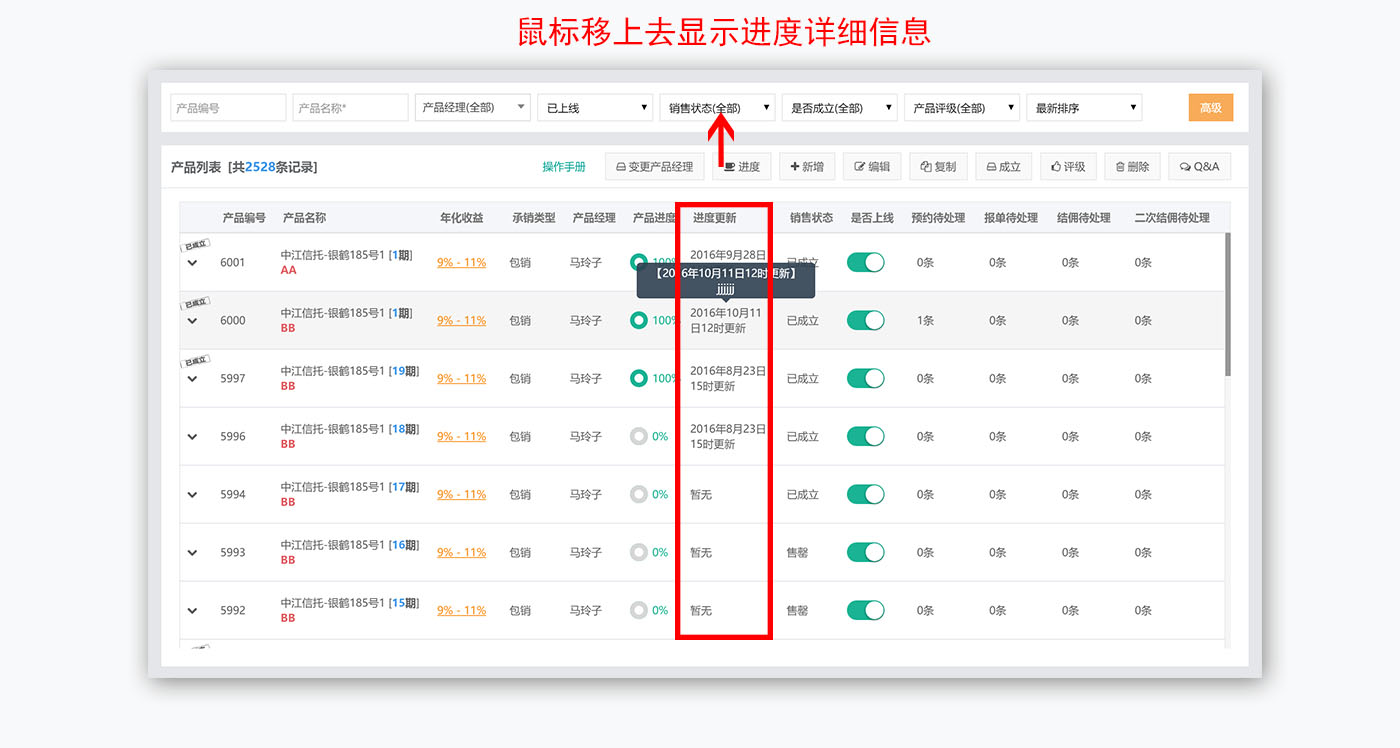 鼠标移上去显示进度详细信息
产品编号 产品名称* 产品经理(全部) 已上线 销售状态(全部) 是否成立(全部) 产品评级(全部) 最新排序 高级
产品列表 [共2528条记录] 操作手册 变更产品经理 进度 新增 编辑 复制 成立 评级 删除 Q&A
产品编号 产品名称 年化收益 承销类型 产品经理 产品进度 进度更新 销售状态 是否上线 预约待处理 报单待处理 结佣待处理 二次结佣待处理
已成立
6001 中江信托-银鹤185号1 [1期] 9% - 11% 包销 马玲子 100% 2016年9月28日 已成立 0条 0条 0条 0条
AA
【2016年10月11日12时更新】
jjjjjj
已成立
6000 中江信托-银鹤185号1 [1期] 9% - 11% 包销 马玲子 100% 2016年10月11 已成立 1条 0条 0条 0条
BB 日12时更新
已成立
5997 中江信托-银鹤185号1 [19期] 9% - 11% 包销 马玲子 100% 2016年8月23日 已成立 0条 0条 0条 0条
BB 15时更新
5996 中江信托-银鹤185号1 [18期] 9% - 11% 包销 马玲子 0% 2016年8月23日 已成立 0条 0条 0条 0条
BB 15时更新
5994 中江信托-银鹤185号1 [17期] 9% - 11% 包销 马玲子 0% 暂无 已成立 0条 0条 0条 0条
BB
5993 中江信托-银鹤185号1 [16期] 9% - 11% 包销 马玲子 0% 暂无 售罄 0条 0条 0条 0条
BB
5992 中江信托-银鹤185号1 [15期] 9% - 11% 包销 马玲子 0% 暂无 售罄 0条 0条 0条 0条
BB